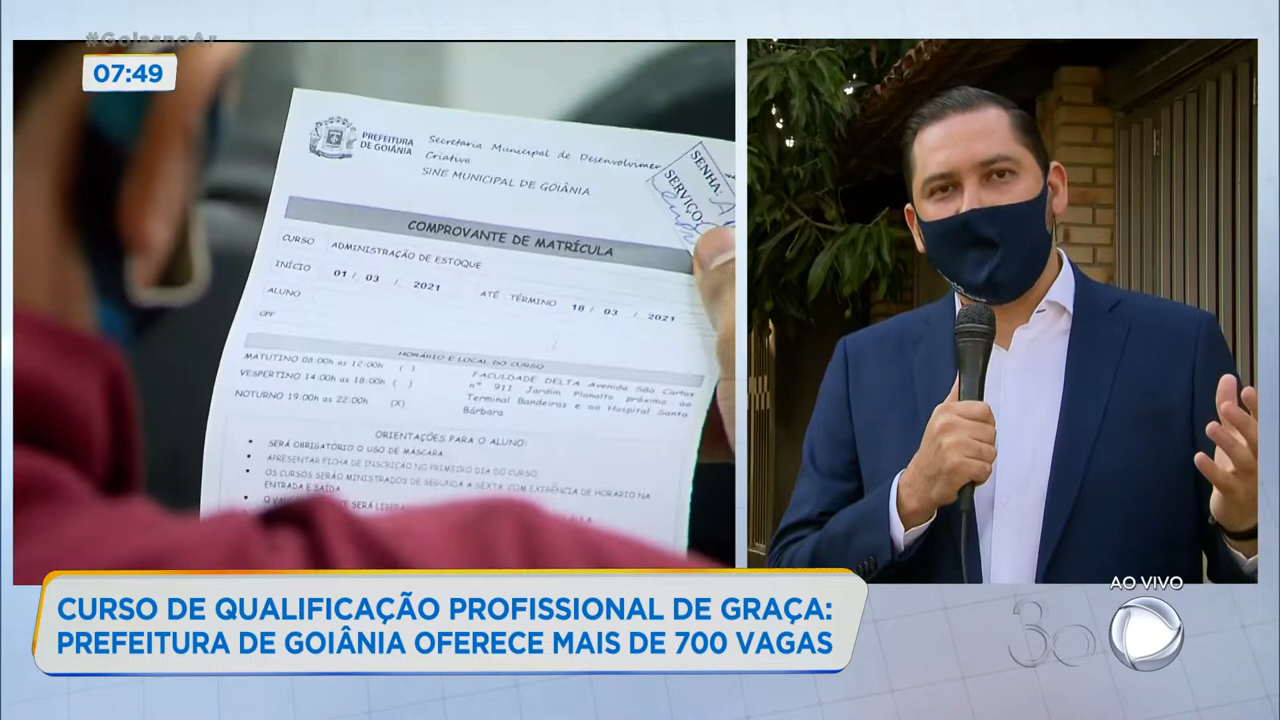 #GoiasnoAr
07:49
PREFEITURA
DE GOIÂNIA
Secretaria Municipal de
Criativa
SINE MUNICIPAL DE GOIÂNIA
SENHA:
SERVIÇO:
COMPROVANTE DE MATRÍCULA
CURSO ADMINISTRAÇÃO DE ESTOQUE
INÍCIO 01 / 03 / 2021 ATÉ TÉRMINO 18 / 03 / 2021
ALUNO
CPF
HORÁRIO E LOCAL DO CURSO
MATUTINO 08:00h as 12:00h ( )
VESPERTINO 14:00h as 18:00h ( )
NOTURNO 19:00h as 22:00h (X)
FACULDADE DELTA Avenida São Carlos
nº 911 Jardim Planalto próximo ao
Terminal Bandeiras e ao Hospital Santa
Bárbara
ORIENTAÇÕES PARA O ALUNO:
• SERÁ OBRIGATÓRIO O USO DE MÁSCARA
• APRESENTAR FICHA DE INSCRIÇÃO NO PRIMEIRO DIA DO CURSO.
• OS CURSOS SERÃO MINISTRADOS DE SEGUNDA A SEXTA, COM EXIGÊNCIA DE HORÁRIO NA
ENTRADA E SAÍDA
CURSO DE QUALIFICAÇÃO PROFISSIONAL DE GRAÇA:
PREFEITURA DE GOIÂNIA OFERECE MAIS DE 700 VAGAS
AO VIVO
30